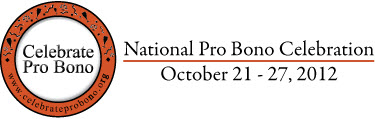 Celebrate
Pro Bono
www.celebrateprobono.org
National Pro Bono Celebration
October 21 - 27, 2012